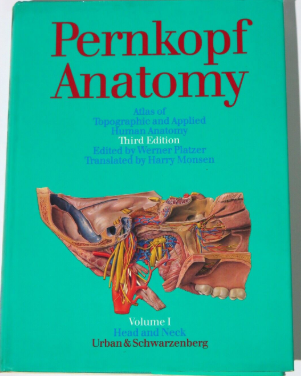 Pernkopf
Anatomy
Atlas of
Topographic and Applied
Human Anatomy
Third Edition
Edited by Werner Platzer
Translated by Harry Monsen
Volume I
Head and Neck
Urban & Schwarzenberg